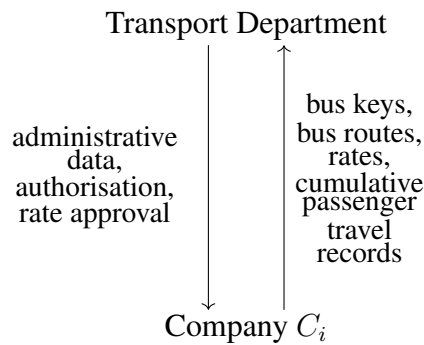 Transport Department
administrative
data,
authorisation,
rate approval
bus keys,
bus routes,
rates,
cumulative
passenger
travel
records
Company $C_i$